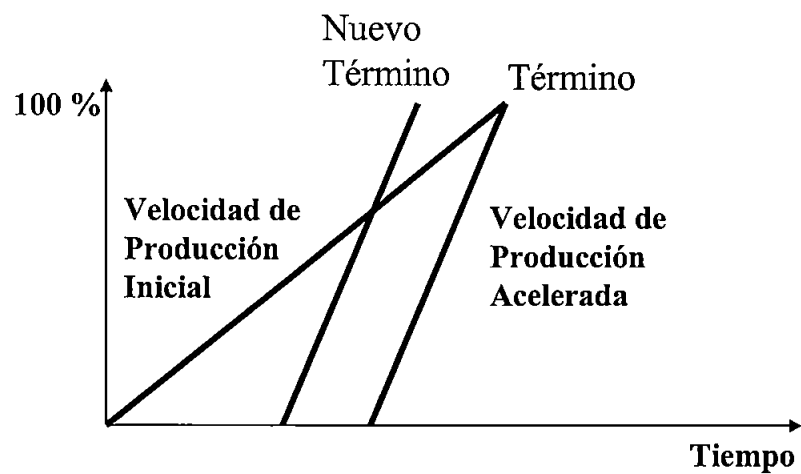 Nuevo
Término
Término
100 %
Velocidad de
Producción
Inicial
Velocidad de
Producción
Acelerada
Tiempo